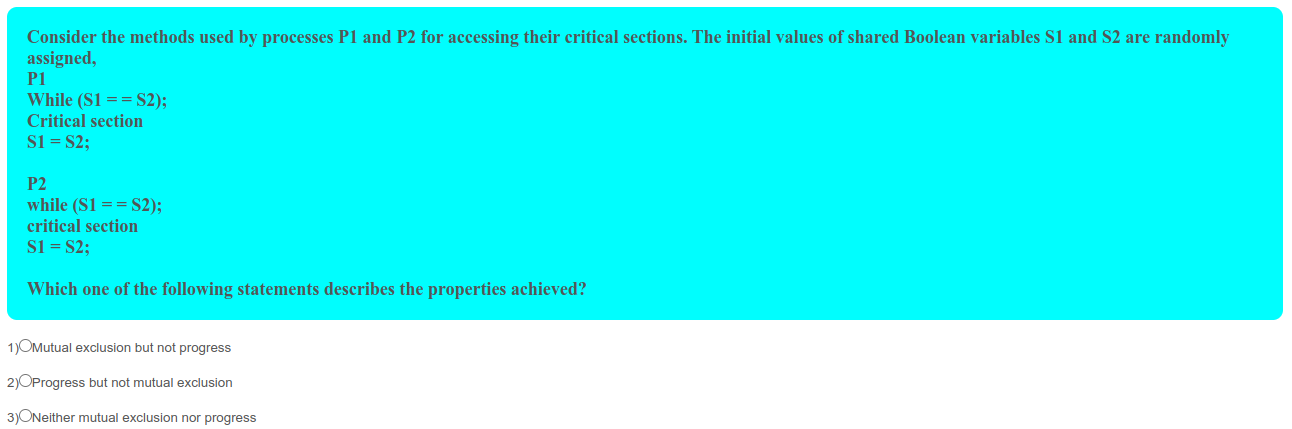 Consider the methods used by processes P1 and P2 for accessing their critical sections. The initial values of shared Boolean variables S1 and S2 are randomly
assigned,
P1
While (S1 = = S2);
Critical section
S1 = S2;
P2
while (S1 = = S2);
critical section
S1 = S2;
Which one of the following statements describes the properties achieved?
1)Mutual exclusion but not progress
2)Progress but not mutual exclusion
3)Neither mutual exclusion nor progress